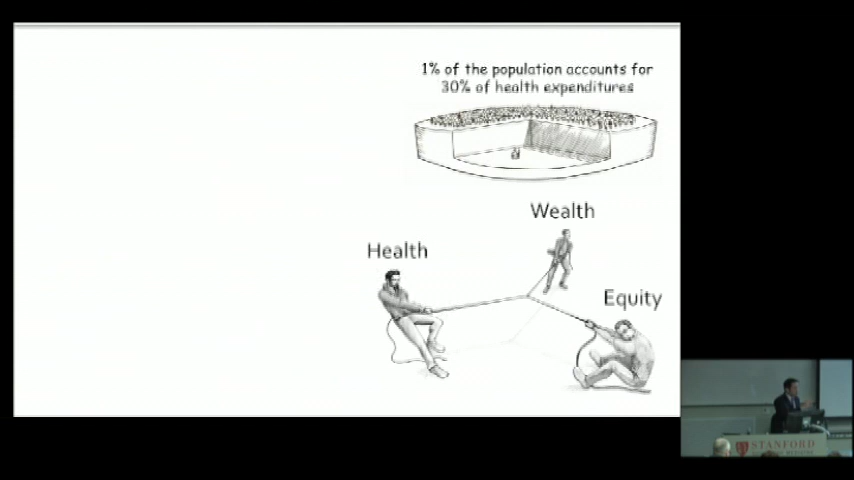 1% of the population accounts for
30% of health expenditures
Wealth
Health
Equity
STANFORD